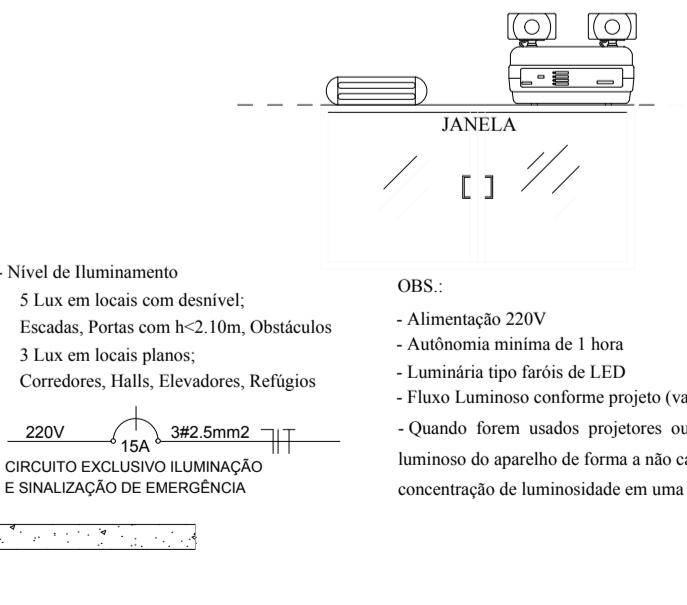 JANELA
- Nível de Iluminamento
5 Lux em locais com desnível;
Escadas, Portas com h<2.10m, Obstáculos
3 Lux em locais planos;
Corredores, Halls, Elevadores, Refúgios
220V
15A
3#2.5mm2
CIRCUITO EXCLUSIVO ILUMINAÇÃO
E SINALIZAÇÃO DE EMERGÊNCIA
OBS.:
- Alimentação 220V
- Autônomia miníma de 1 hora
- Luminária tipo faróis de LED
- Fluxo Luminoso conforme projeto (va
- Quando forem usados projetores ou
luminoso do aparelho de forma a não ca
concentração de luminosidade em uma